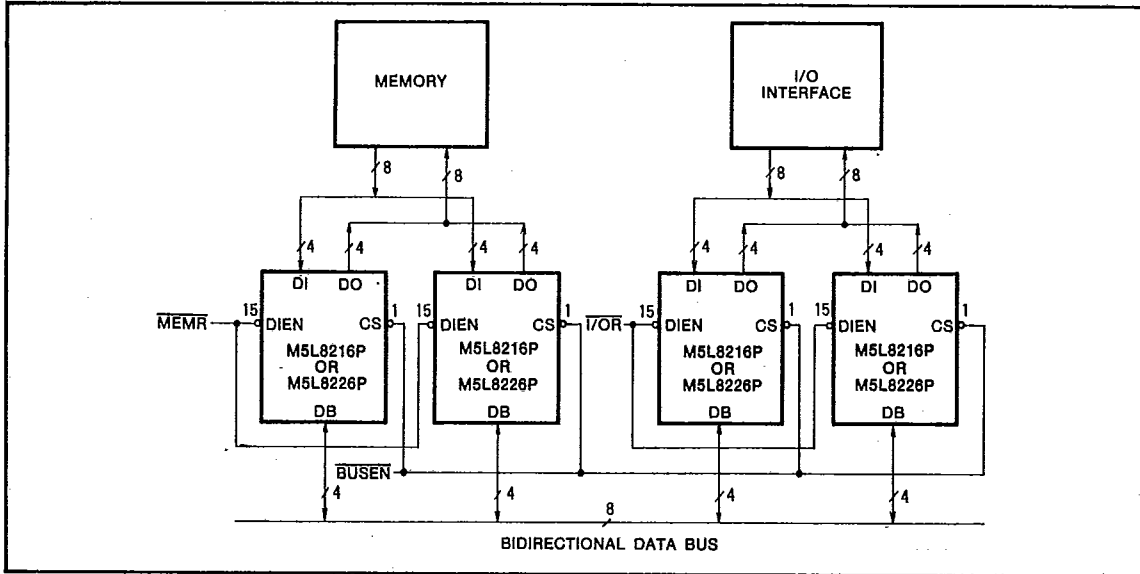 MEMORY
I/O
INTERFACE
8
8
8
8
4
4
4
4
4
4
4
4
DI DO
DI DO
DI DO
DI DO
MEMR
15
DIEN
CS
1
15
DIEN
CS
1
I/OR
15
DIEN
CS
1
15
DIEN
CS
1
M5L8216P
OR
M5L8226P
M5L8216P
OR
M5L8226P
M5L8216P
OR
M5L8226P
M5L8216P
OR
M5L8226P
DB
DB
DB
DB
BUSEN
4
4
4
4
8
BIDIRECTIONAL DATA BUS